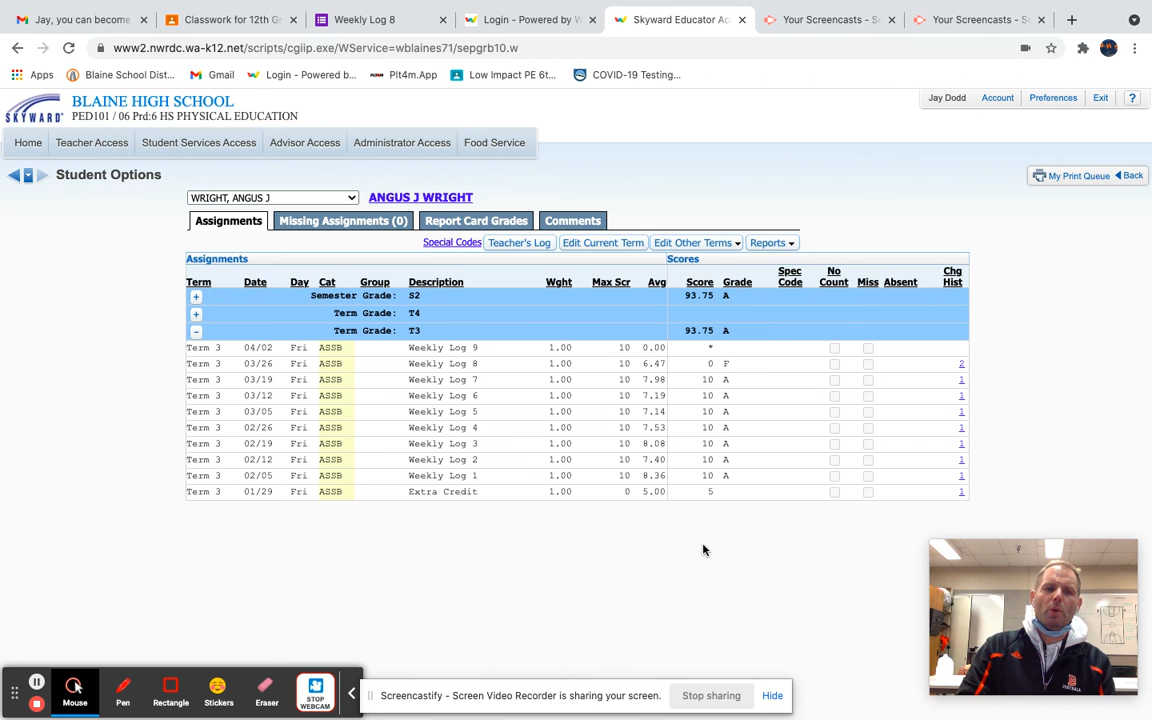 Jay, you can become
Classwork for 12th Gr
Weekly Log 8
Login - Powered by W
Skyward Educator Ac
Your Screencasts - Sc
Your Screencasts - Sc
www2.nwrdc.wa-k12.net/scripts/cgiip.exe/WService=wblaines71/sepgrb10.w
Apps
Blaine School Dist...
Gmail
Login - Powered b...
Plt4m.App
Low Impact PE 6t...
COVID-19 Testing...
SKYWARD
BLAINE HIGH SCHOOL
PED101 / 06 Prd:6 HS PHYSICAL EDUCATION
Jay Dodd Account Preferences Exit ?
Home Teacher Access Student Services Access Advisor Access Administrator Access Food Service
Student Options
My Print Queue Back
WRIGHT, ANGUS J
ANGUS J WRIGHT
Assignments Missing Assignments (0) Report Card Grades Comments
Special Codes Teacher's Log Edit Current Term Edit Other Terms Reports
Assignments Scores
Term Date Day Cat Group Description Wght Max Scr Avg Score Grade Spec Code No Count Miss Absent Chg Hist
+ Semester Grade: S2 93.75 A
+ Term Grade: T4
- Term Grade: T3 93.75 A
Term 3 04/02 Fri ASSB Weekly Log 9 1.00 10 0.00 *
Term 3 03/26 Fri ASSB Weekly Log 8 1.00 10 6.47 0 F 2
Term 3 03/19 Fri ASSB Weekly Log 7 1.00 10 7.98 10 A 1
Term 3 03/12 Fri ASSB Weekly Log 6 1.00 10 7.19 10 A 1
Term 3 03/05 Fri ASSB Weekly Log 5 1.00 10 7.14 10 A 1
Term 3 02/26 Fri ASSB Weekly Log 4 1.00 10 7.53 10 A 1
Term 3 02/19 Fri ASSB Weekly Log 3 1.00 10 8.08 10 A 1
Term 3 02/12 Fri ASSB Weekly Log 2 1.00 10 7.40 10 A 1
Term 3 02/05 Fri ASSB Weekly Log 1 1.00 10 8.36 10 A 1
Term 3 01/29 Fri ASSB Extra Credit 1.00 0 5.00 5 1
B
Mouse Pen Rectangle Stickers Eraser STOP WEBCAM
Screencastify - Screen Video Recorder is sharing your screen. Stop sharing Hide